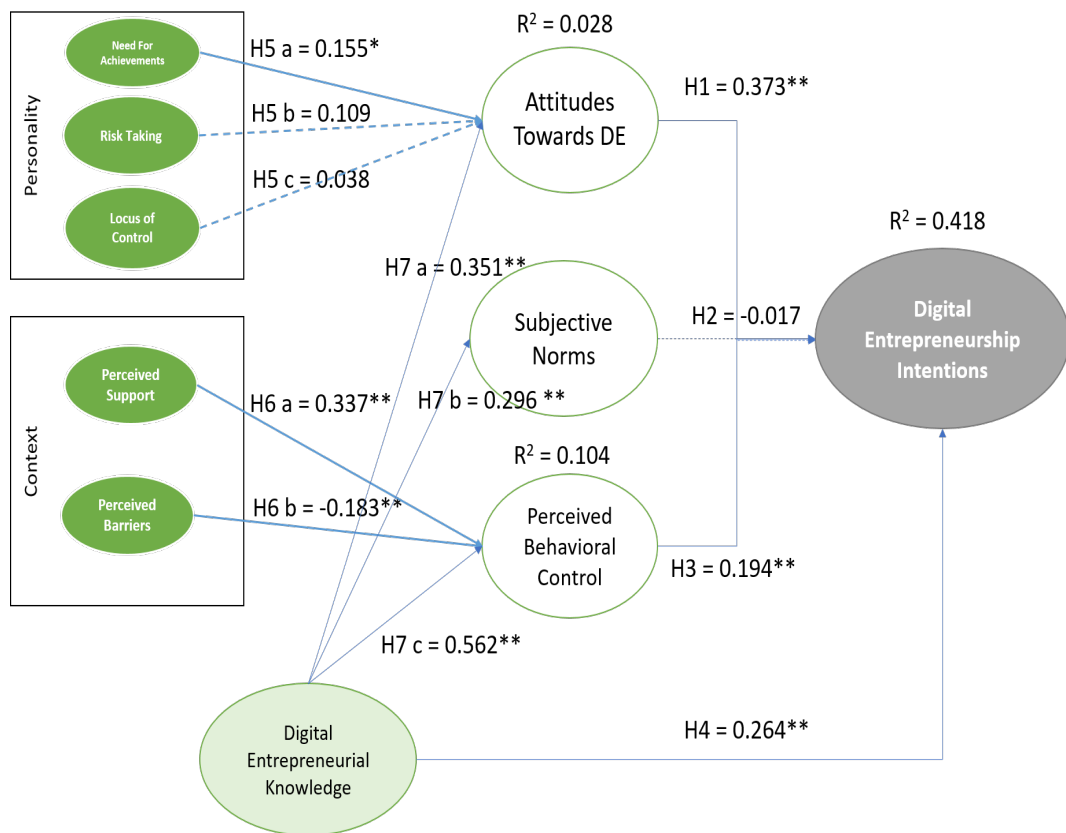 Personality
Need For
Achievements
Risk Taking
Locus of
Control
H5 a = 0.155*
H5 b = 0.109
H5 c = 0.038
R² = 0.028
Attitudes
Towards DE
H1 = 0.373**
H7 a = 0.351**
Subjective
Norms
H2 = -0.017
R² = 0.418
Digital
Entrepreneurship
Intentions
Context
Perceived
Support
Perceived
Barriers
H6 a = 0.337**
H6 b = -0.183**
H7 b = 0.296 **
R² = 0.104
Perceived
Behavioral
Control
H3 = 0.194**
H7 c = 0.562**
Digital
Entrepreneurial
Knowledge
H4 = 0.264**